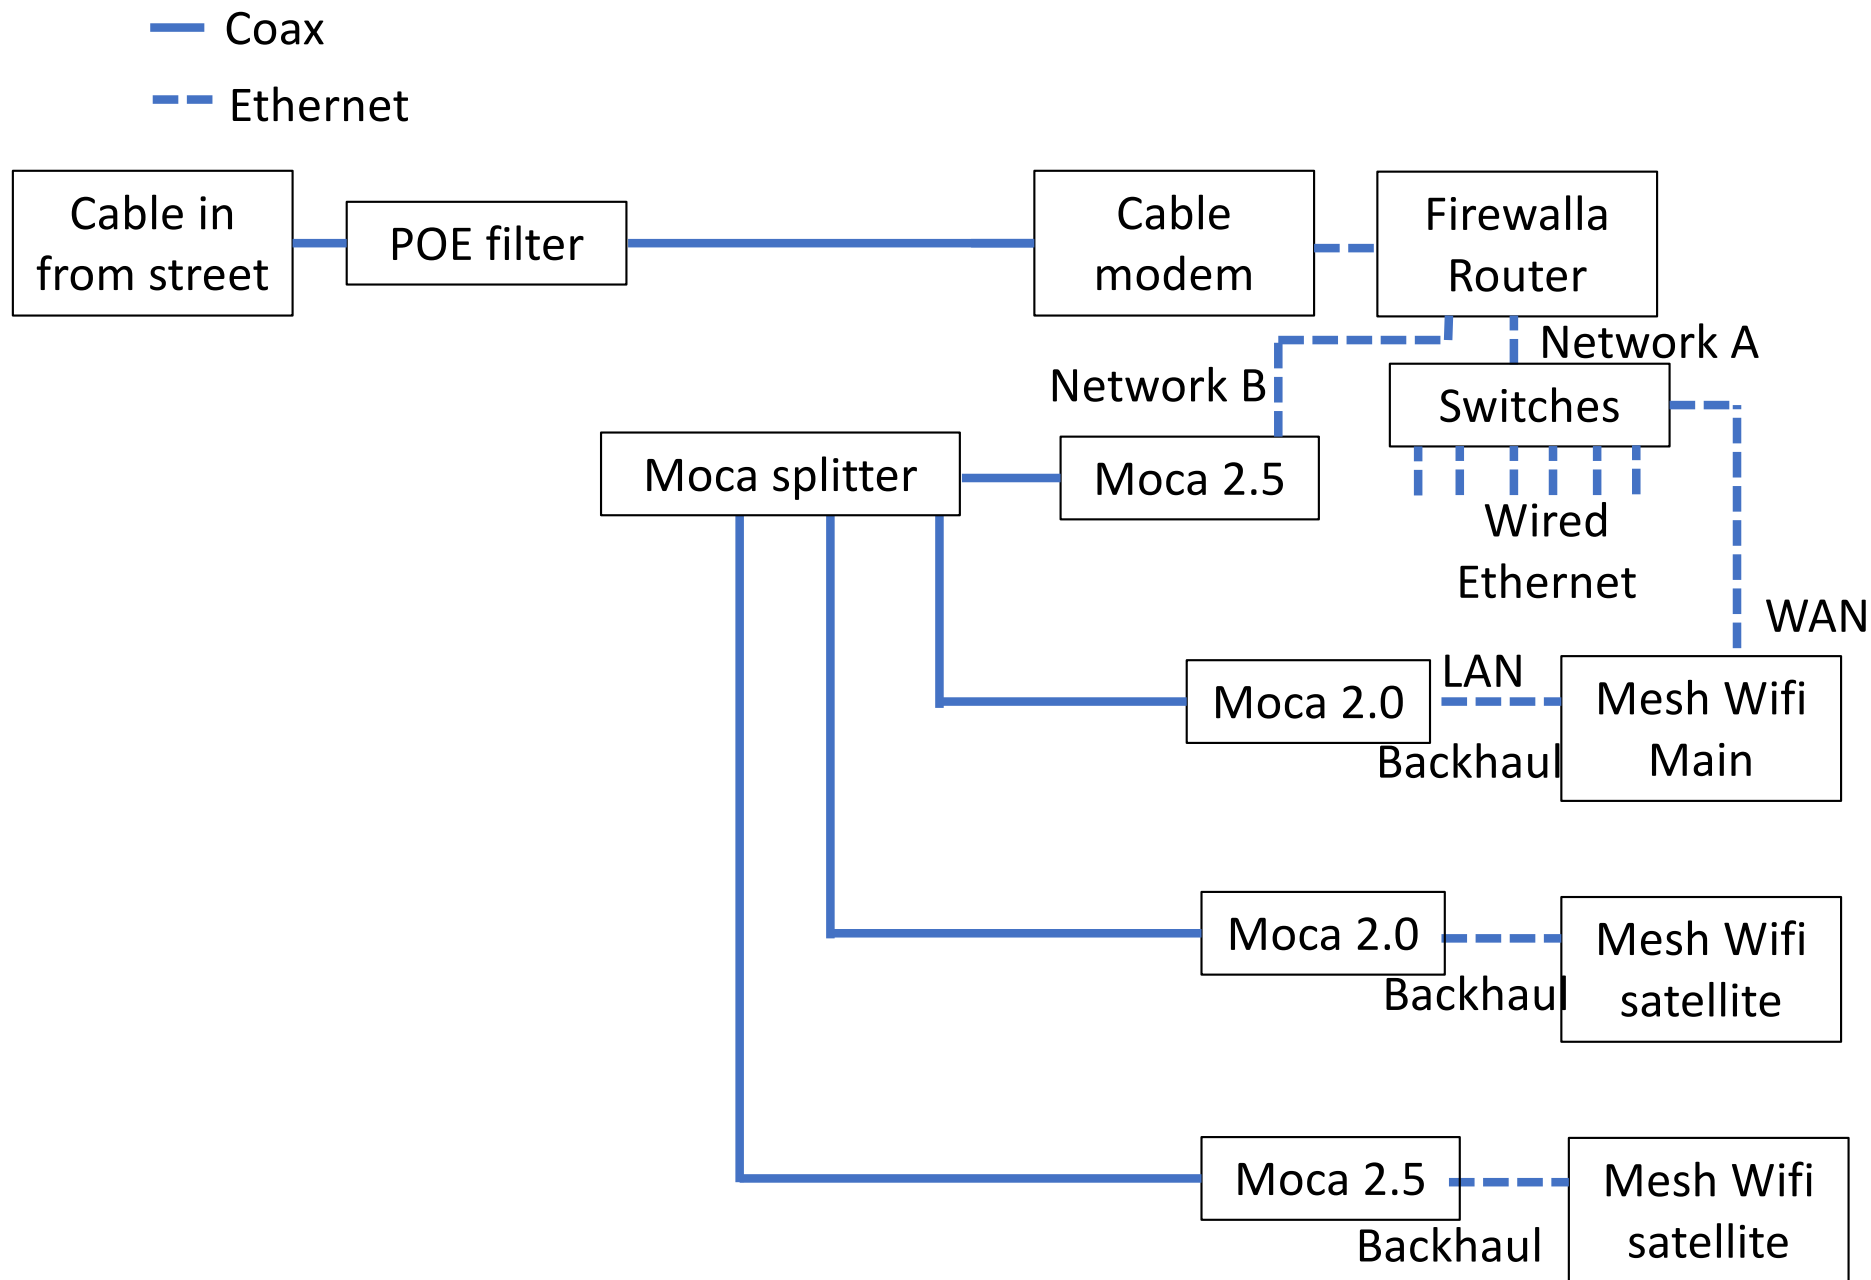 Coax
Ethernet
Cable in
from street
POE filter
Cable
modem
Firewalla
Router
Network A
Network B
Switches
Moca splitter
Moca 2.5
Wired
Ethernet
WAN
LAN
Moca 2.0
Backhaul
Mesh Wifi
Main
Moca 2.0
Backhaul
Mesh Wifi
satellite
Moca 2.5
Backhaul
Mesh Wifi
satellite